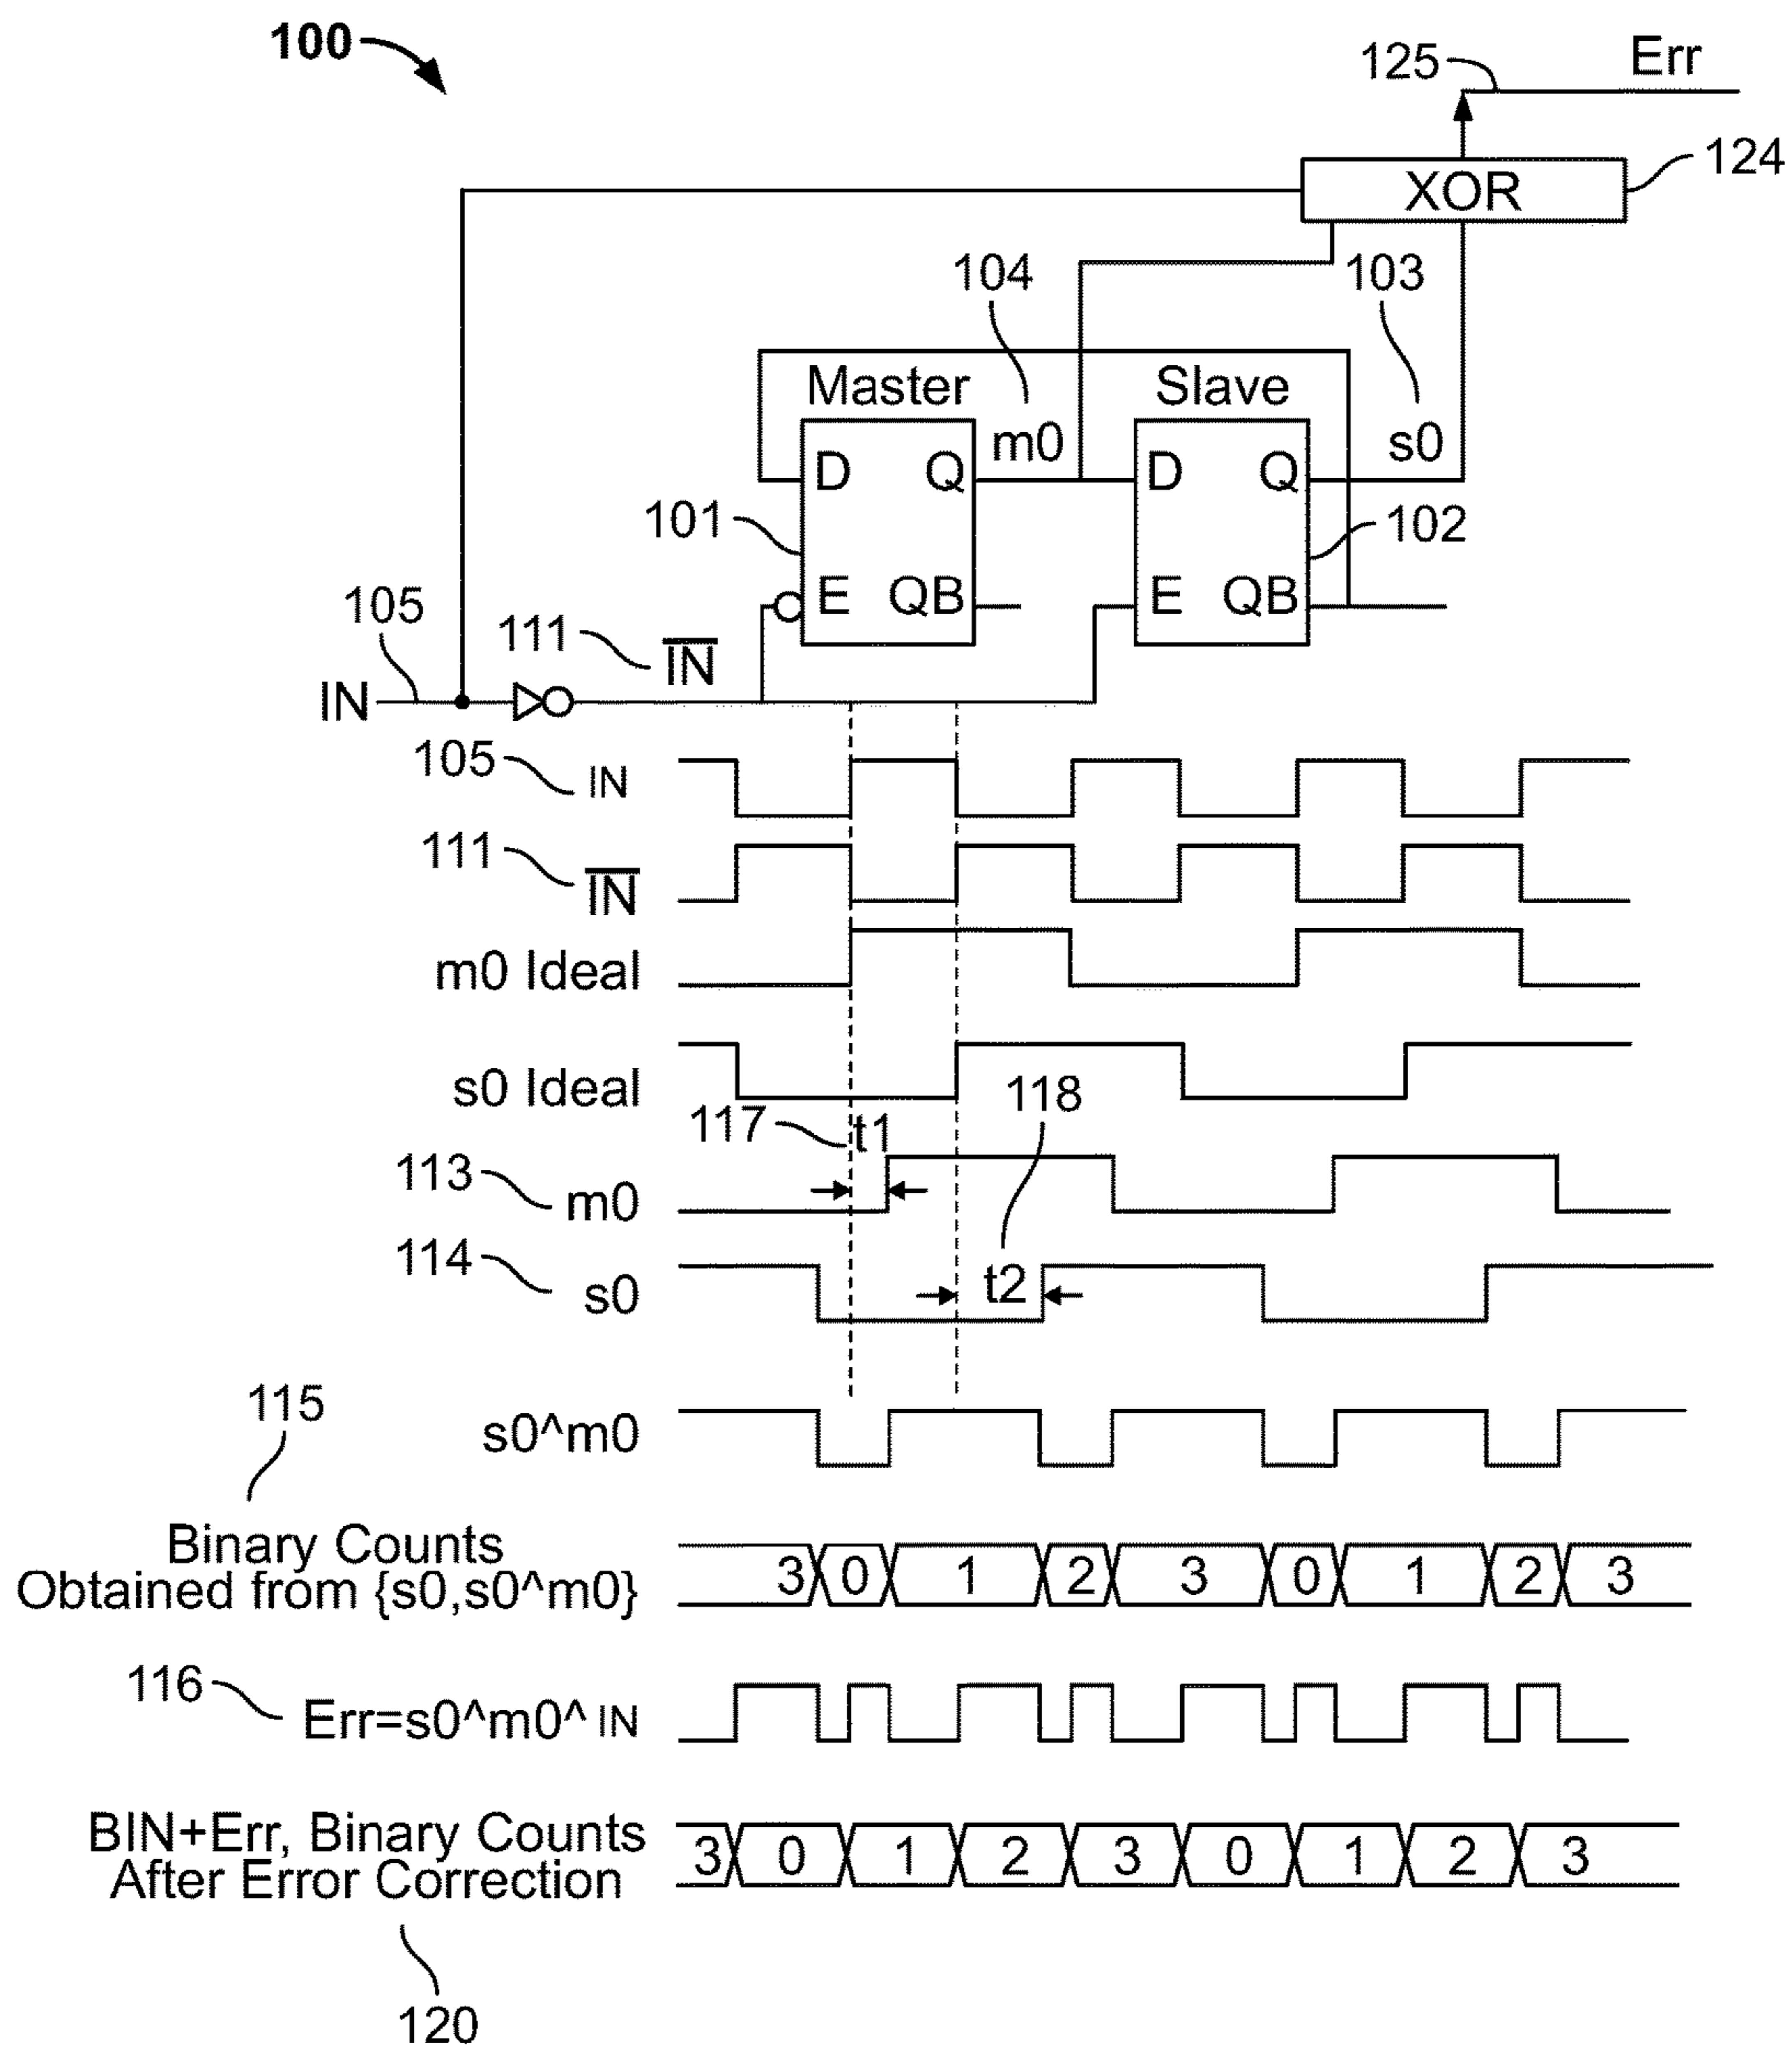 100
125 Err
XOR 124
104 103
Master Slave
m0 s0
D Q D Q
101 102
E QB E QB
105
111 IN
IN
105 IN
111 IN
m0 Ideal
s0 Ideal
117 t1 118
113 m0
114 s0 t2
115
s0^m0
Binary Counts
Obtained from {s0,s0^m0}
3 0 1 2 3 0 1 2 3
116
Err=s0^m0^ IN
BIN+Err, Binary Counts
After Error Correction
3 0 1 2 3 0 1 2 3
120